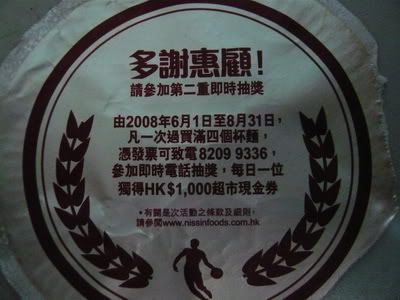 多謝惠顧!
請參加第二重即時抽獎
由2008年6月1日至8月31日,
凡一次過買滿四個杯麵,
憑發票可致電8209 9336,
參加即時電話抽獎,每日一位
獨得HK$1,000超市現金券
*有關是次活動之條款及細則,
請參閱www.nissinfoods.com.hk